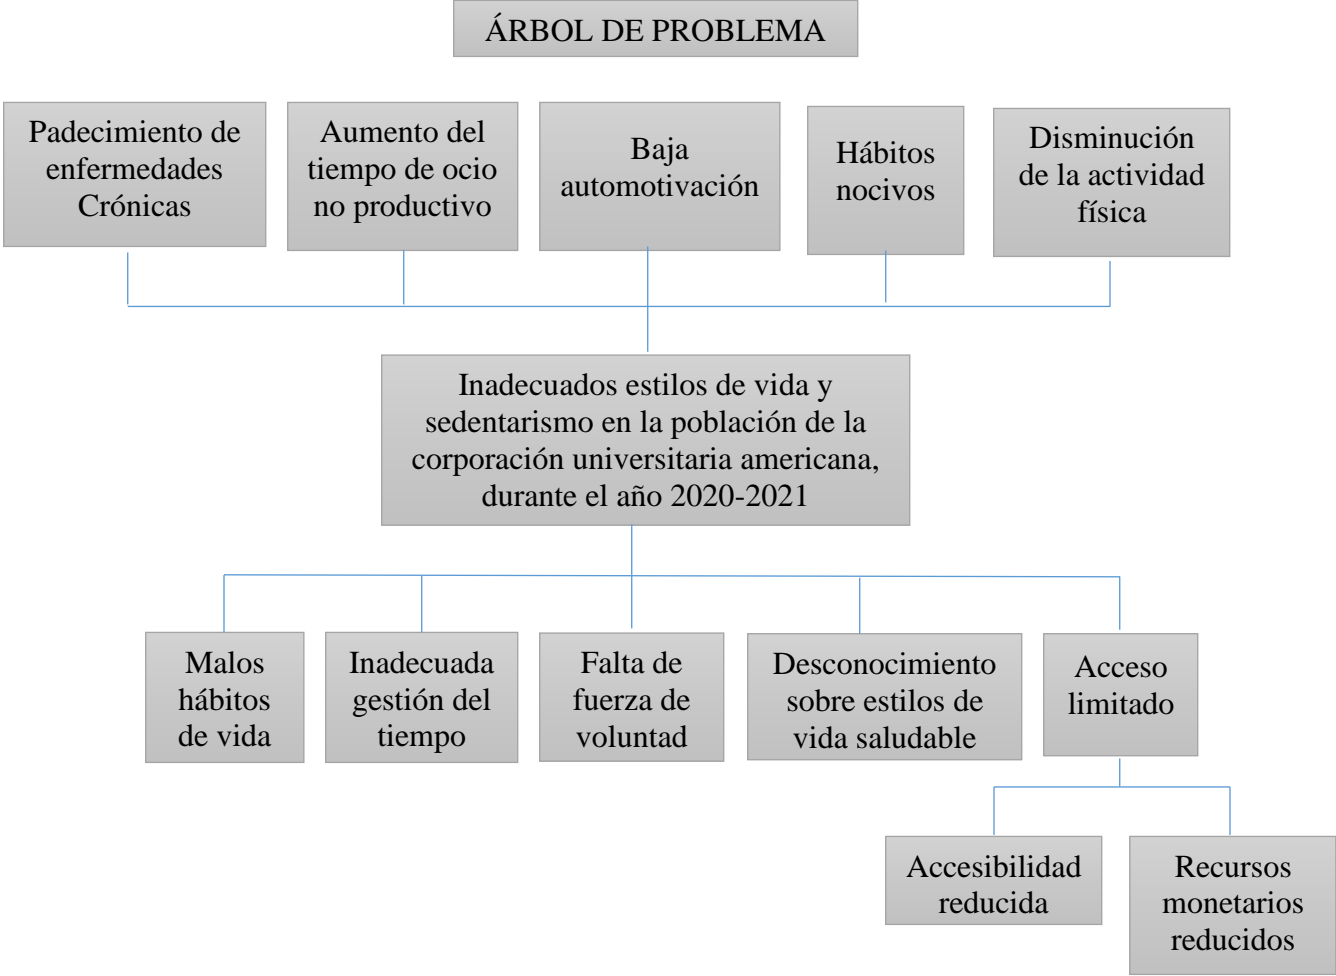 ÁRBOL DE PROBLEMA
Padecimiento de
enfermedades
Crónicas
Aumento del
tiempo de ocio
no productivo
Baja
automotivación
Hábitos
nocivos
Disminución
de la actividad
física
Inadecuados estilos de vida y
sedentarismo en la población de la
corporación universitaria americana,
durante el año 2020-2021
Malos
hábitos
de vida
Inadecuada
gestión del
tiempo
Falta de
fuerza de
voluntad
Desconocimiento
sobre estilos de
vida saludable
Acceso
limitado
Accesibilidad
reducida
Recursos
monetarios
reducidos